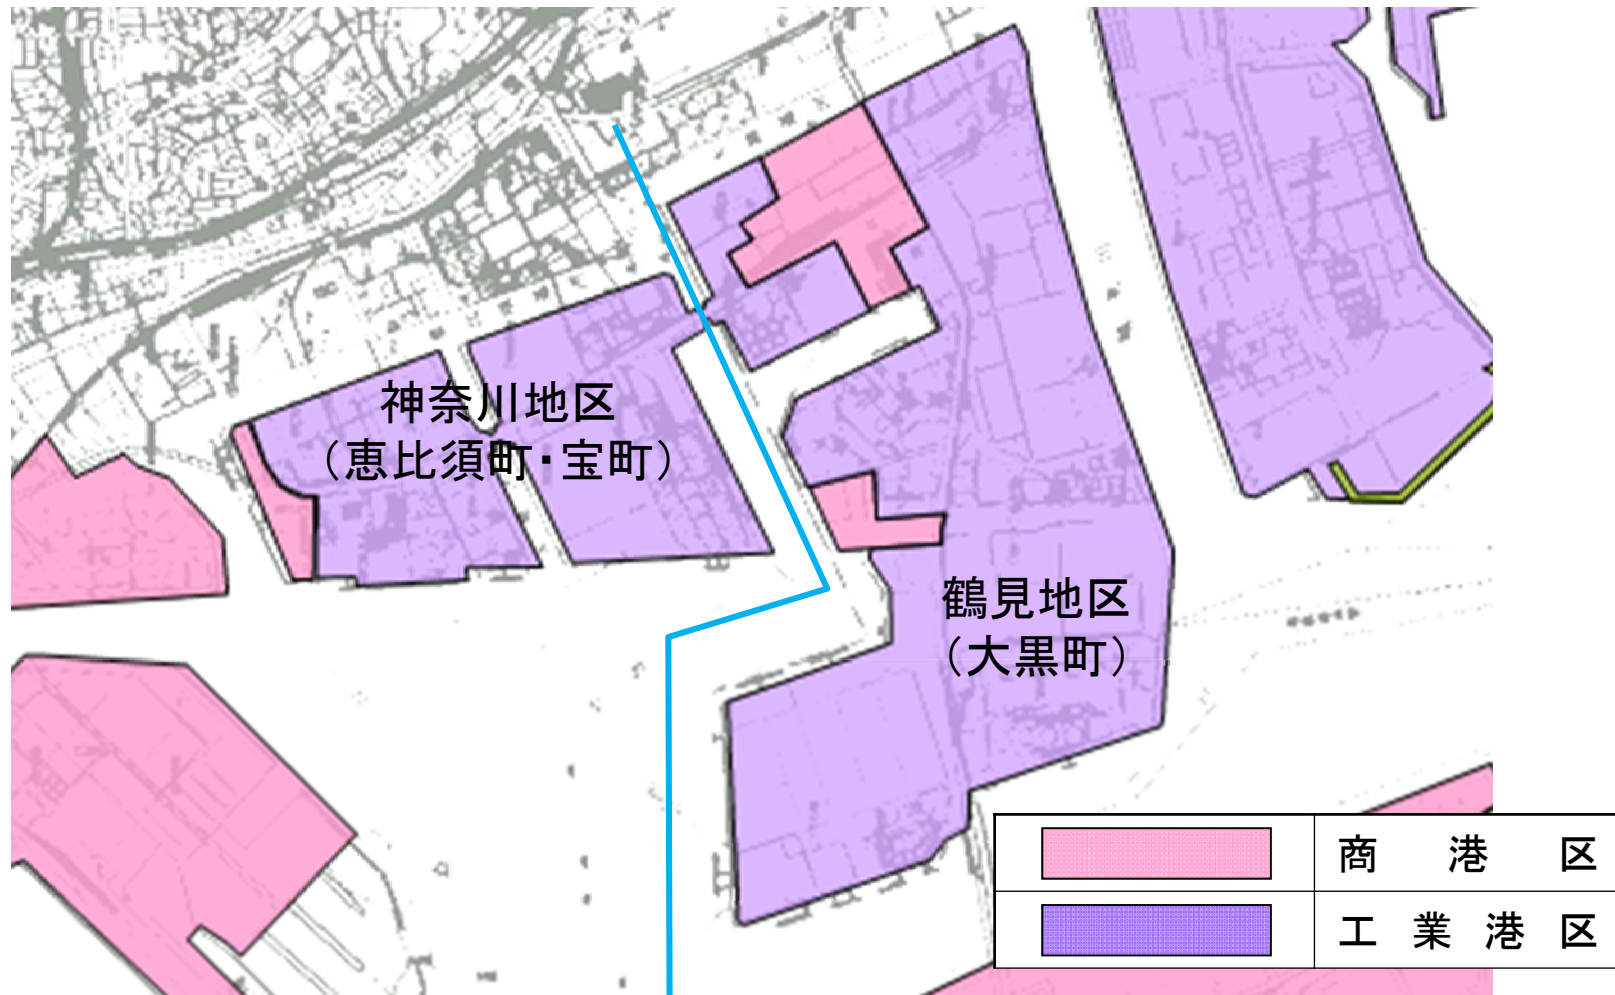 神奈川地区
（恵比須町・宝町）
鶴見地区
（大黒町）
商港区
工業港区